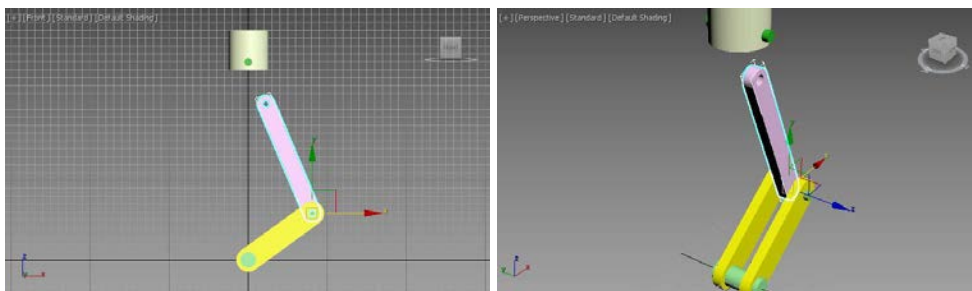 [+] [Front] [Standard] [Default Shading]
[+] [Perspective] [Standard] [Default Shading]
y
z
x
z
x
y
z
x